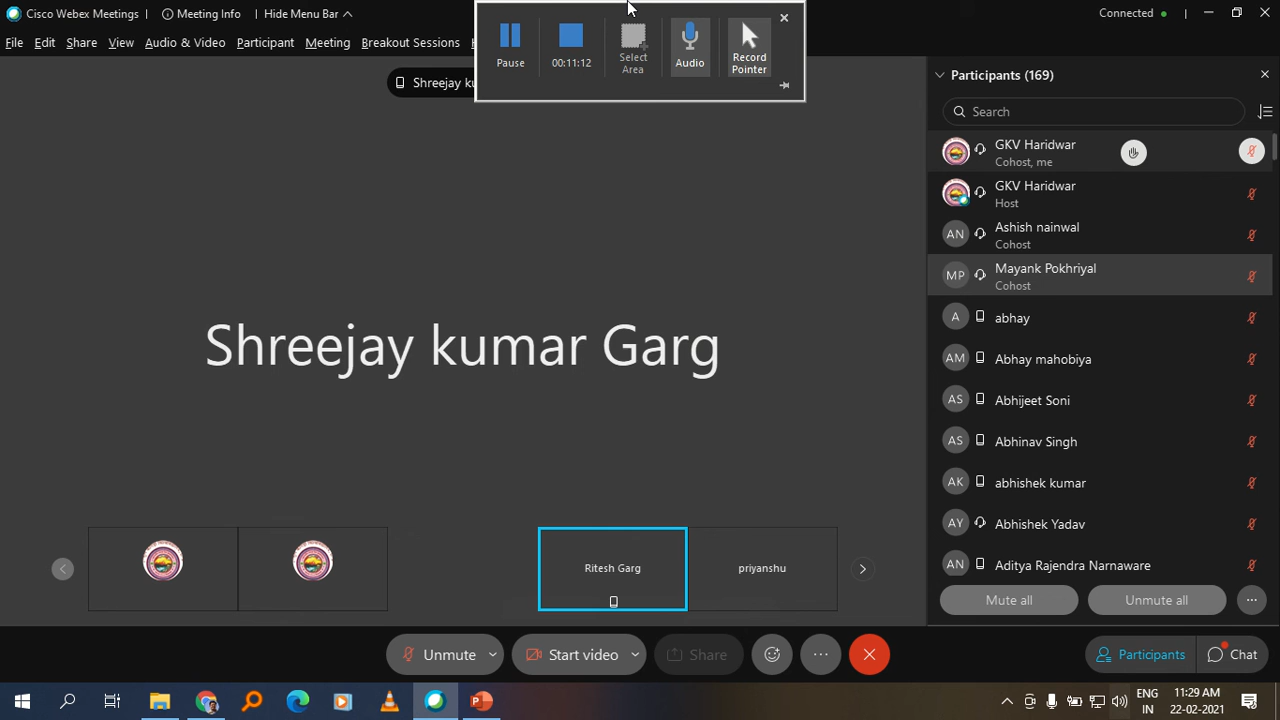 Cisco Webex Meetings
Meeting Info
Hide Menu Bar
Connected
File Edit Share View Audio & Video Participant Meeting Breakout Sessions
Pause
00:11:12
Select Area
Audio
Record Pointer
Shreejay
Shreejay kumar Garg
Ritesh Garg
priyanshu
Participants (169)
Search
GKV Haridwar
Cohost, me
GKV Haridwar
Host
AN Ashish nainwal
Cohost
MP Mayank Pokhriyal
Cohost
A abhay
AM Abhay mahobiya
AS Abhijeet Soni
AS Abhinav Singh
AK abhishek kumar
AY Abhishek Yadav
AN Aditya Rajendra Narnaware
Mute all
Unmute all
Unmute
Start video
Share
Participants
Chat
ENG
IN
11:29 AM
22-02-2021